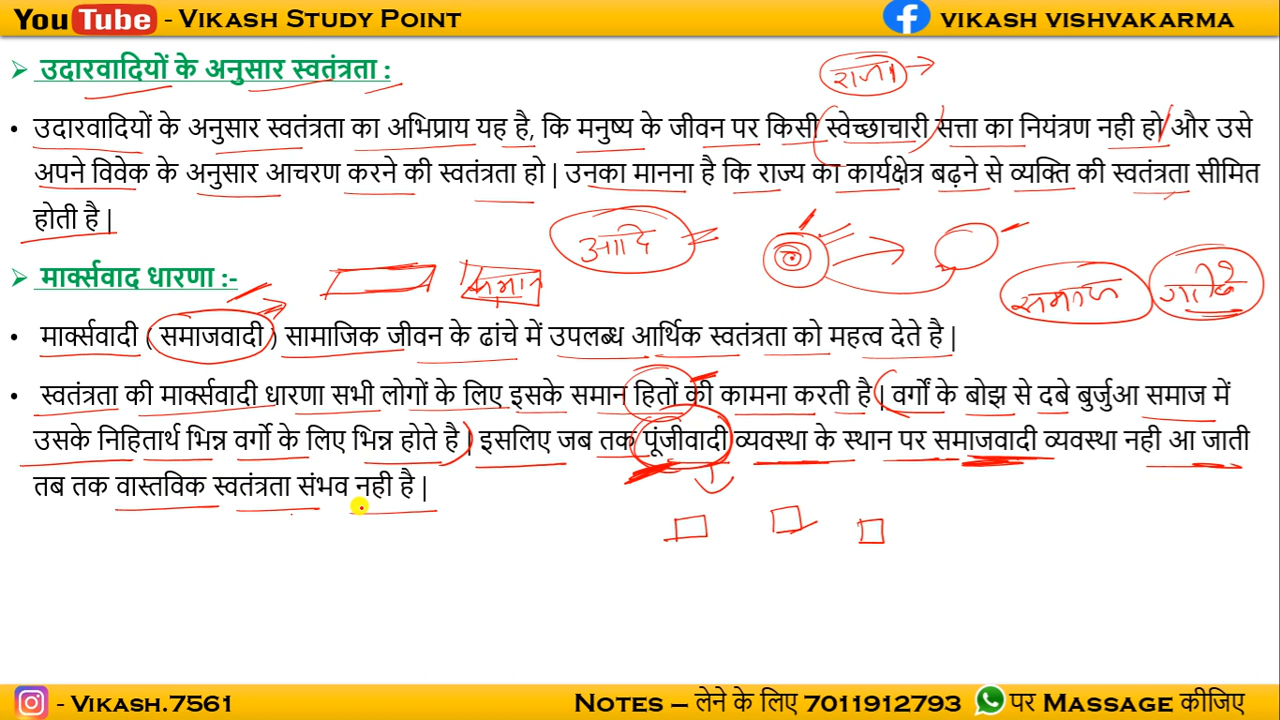 YouTube - Vikash Study Point
vikash vishvakarma
उदारवादियों के अनुसार स्वतंत्रता :
राजा
• उदारवादियों के अनुसार स्वतंत्रता का अभिप्राय यह है, कि मनुष्य के जीवन पर किसी स्वेच्छाचारी सत्ता का नियंत्रण नही हो और उसे
अपने विवेक के अनुसार आचरण करने की स्वतंत्रता हो | उनका मानना है कि राज्य का कार्यक्षेत्र बढ़ने से व्यक्ति की स्वतंत्रता सीमित
होती है |
आदि
मार्क्सवाद धारणा :-
समाज
• मार्क्सवादी ( समाजवादी ) सामाजिक जीवन के ढांचे में उपलब्ध आर्थिक स्वतंत्रता को महत्व देते है |
• स्वतंत्रता की मार्क्सवादी धारणा सभी लोगों के लिए इसके समान हितों की कामना करती है | वर्गों के बोझ से दबे बुर्जुआ समाज में
उसके निहितार्थ भिन्न वर्गो के लिए भिन्न होते है | इसलिए जब तक पूंजीवादी व्यवस्था के स्थान पर समाजवादी व्यवस्था नही आ जाती
तब तक वास्तविक स्वतंत्रता संभव नही है |
- Vikash.7561
Notes – लेने के लिए 7011912793 पर Massage कीजिए